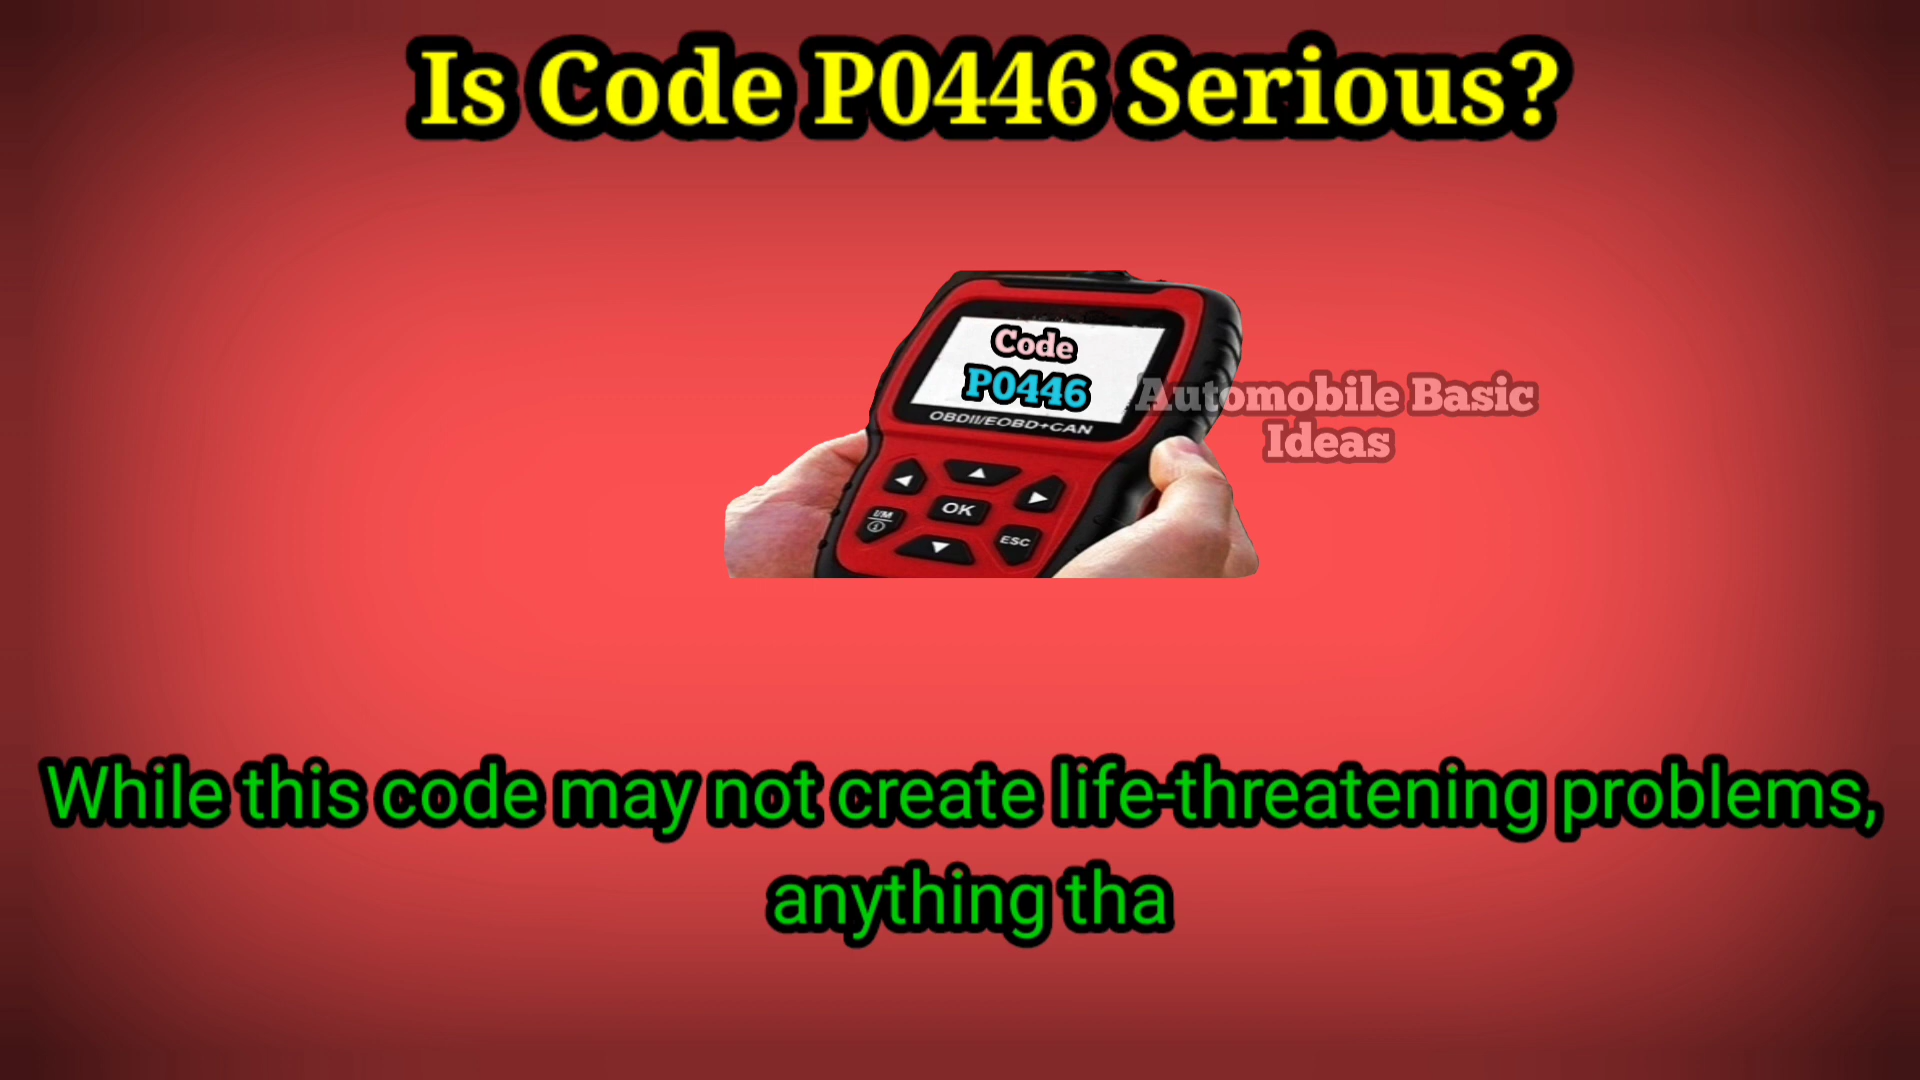 Is Code P0446 Serious?
Code
P0446
OBDII/EOBD+CAN
Automobile Basic
Ideas
OK
I/M
ESC
While this code may not create life-threatening problems,
anything tha